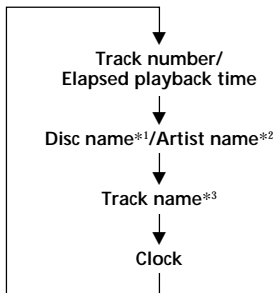 Track number/
Elapsed playback time
Disc name*1/Artist name*2
Track name*3
Clock